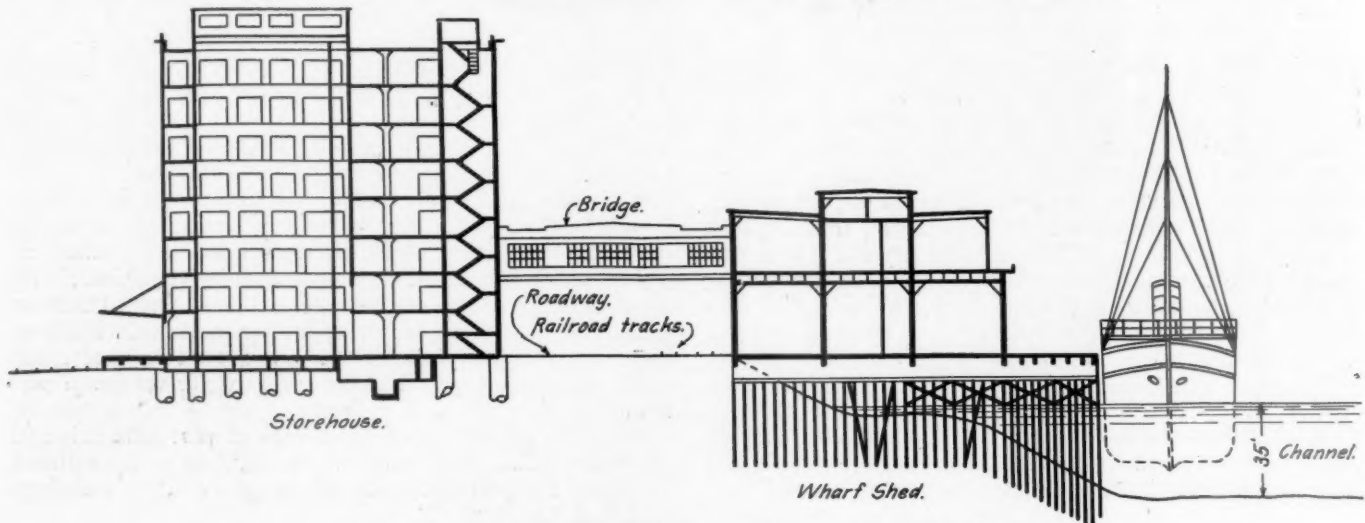 Bridge.
Roadway.
Railroad tracks.
Storehouse.
Wharf Shed.
35'
Channel.